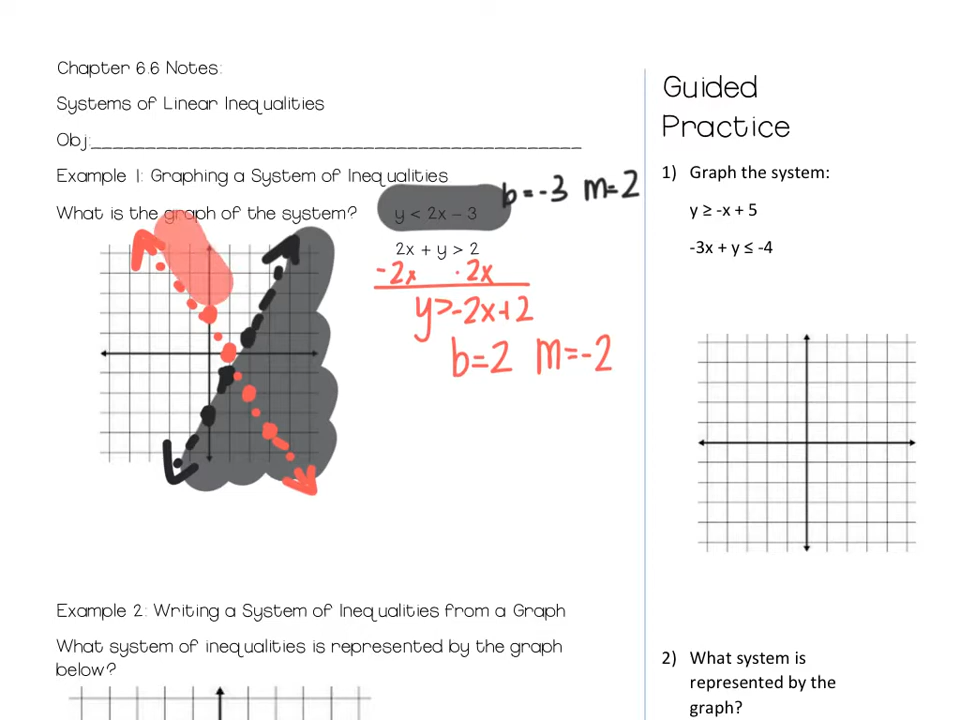 Chapter 6.6 Notes:
Systems of Linear Inequalities
Obj:_______________________________________________
Example 1: Graphing a System of Inequalities
What is the graph of the system?
y < 2x – 3
b=-3 m=2
2x + y > 2
-2x -2x
y>-2x+2
b=2 m=-2
Example 2: Writing a System of Inequalities from a Graph
What system of inequalities is represented by the graph
below?
Guided
Practice
1) Graph the system:
y ≥ -x + 5
-3x + y ≤ -4
2) What system is
represented by the
graph?